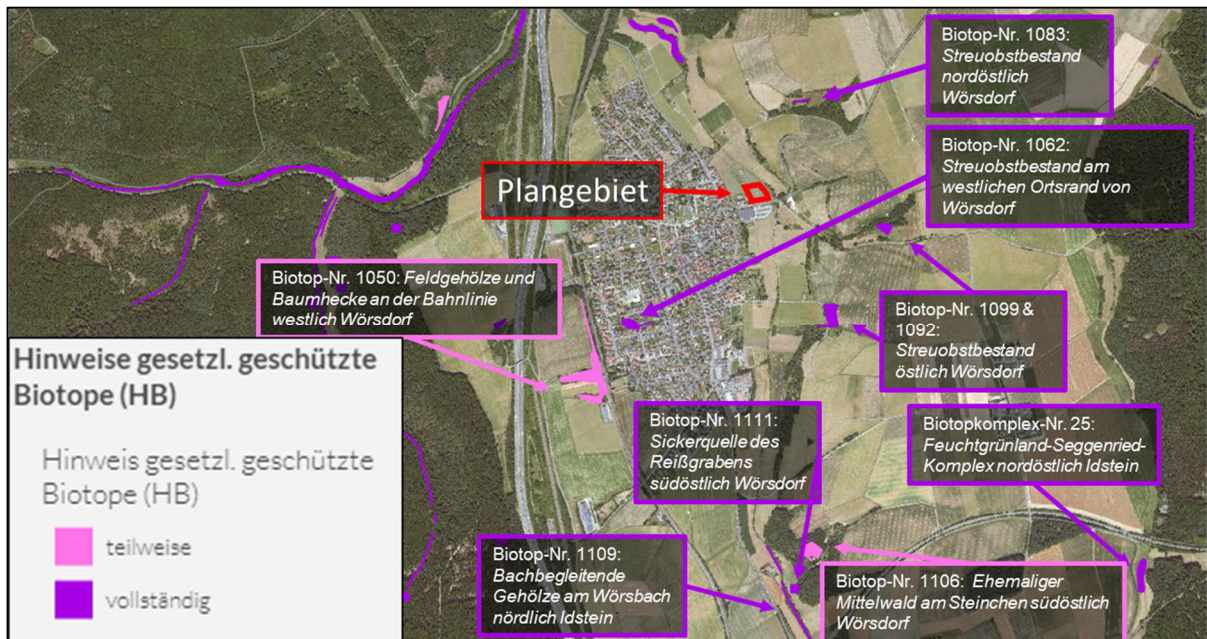 Biotop-Nr. 1083:
Streuobstbestand
nordöstlich
Wörsdorf
Biotop-Nr. 1062:
Streuobstbestand am
westlichen Ortsrand von
Wörsdorf
Plangebiet
Biotop-Nr. 1050: Feldgehölze und
Baumhecke an der Bahnlinie
westlich Wörsdorf
Biotop-Nr. 1099 &
1092:
Streuobstbestand
östlich Wörsdorf
Hinweise gesetzl. geschützte
Biotope (HB)
Hinweis gesetzl. geschützte
Biotope (HB)
teilweise
vollständig
Biotop-Nr. 1111:
Sickerquelle des
Reißgrabens
südöstlich Wörsdorf
Biotopkomplex-Nr. 25:
Feuchtgrünland-Seggenried-
Komplex nordöstlich Idstein
Biotop-Nr. 1109:
Bachbegleitende
Gehölze am Wörsbach
nördlich Idstein
Biotop-Nr. 1106: Ehemaliger
Mittelwald am Steinchen südöstlich
Wörsdorf